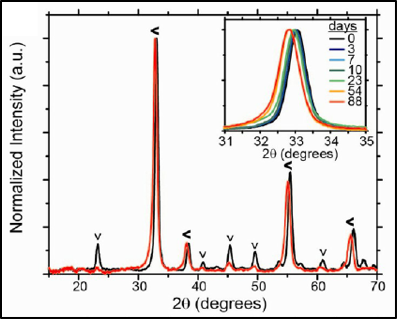 Normalized Intensity (a.u.)
days
0
3
7
10
23
54
88
31 32 33 34 35
2θ (degrees)
< v < v v v < v <
20 30 40 50 60 70
2θ (degrees)